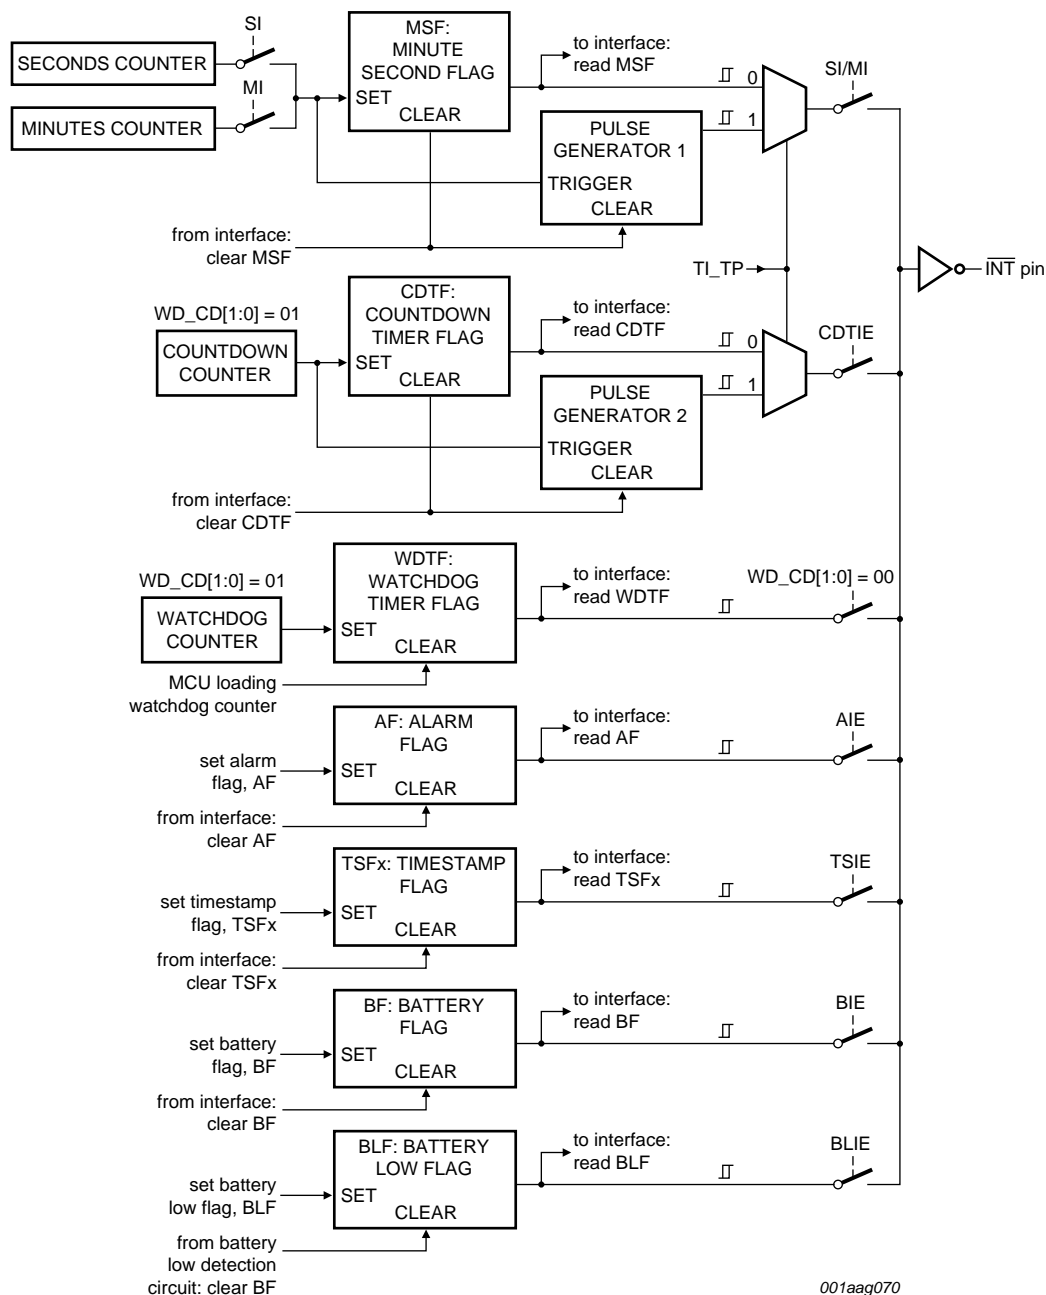 SI
MSF:
MINUTE
SECOND FLAG
SET
CLEAR
to interface:
read MSF
SECONDS COUNTER
MI
MINUTES COUNTER
0
1
SI/MI
PULSE
GENERATOR 1
TRIGGER
CLEAR
from interface:
clear MSF
TI_TP
INT pin
WD_CD[1:0] = 01
COUNTDOWN
COUNTER
CDTF:
COUNTDOWN
TIMER FLAG
SET
CLEAR
to interface:
read CDTF
0
1
CDTIE
PULSE
GENERATOR 2
TRIGGER
CLEAR
from interface:
clear CDTF
WD_CD[1:0] = 01
WATCHDOG
COUNTER
WDTF:
WATCHDOG
TIMER FLAG
SET
CLEAR
to interface:
read WDTF
WD_CD[1:0] = 00
MCU loading
watchdog counter
AF: ALARM
FLAG
SET
CLEAR
to interface:
read AF
AIE
set alarm
flag, AF
from interface:
clear AF
TSFx: TIMESTAMP
FLAG
SET
CLEAR
to interface:
read TSFx
TSIE
set timestamp
flag, TSFx
from interface:
clear TSFx
BF: BATTERY
FLAG
SET
CLEAR
to interface:
read BF
BIE
set battery
flag, BF
from interface:
clear BF
BLF: BATTERY
LOW FLAG
SET
CLEAR
to interface:
read BLF
BLIE
set battery
low flag, BLF
from battery
low detection
circuit: clear BF
001aag070